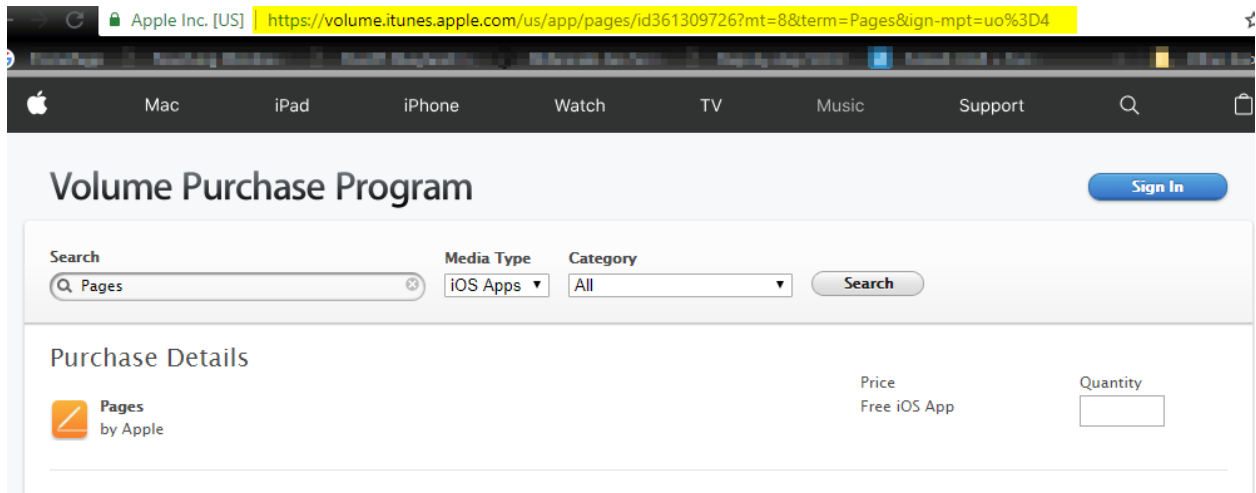 Apple Inc. [US] https://volume.itunes.apple.com/us/app/pages/id361309726?mt=8&term=Pages&ign-mpt=uo%3D4
Mac iPad iPhone Watch TV Music Support
Volume Purchase Program Sign In
Search Media Type Category
Pages iOS Apps All Search
Purchase Details
Price Quantity
Pages Free iOS App
by Apple